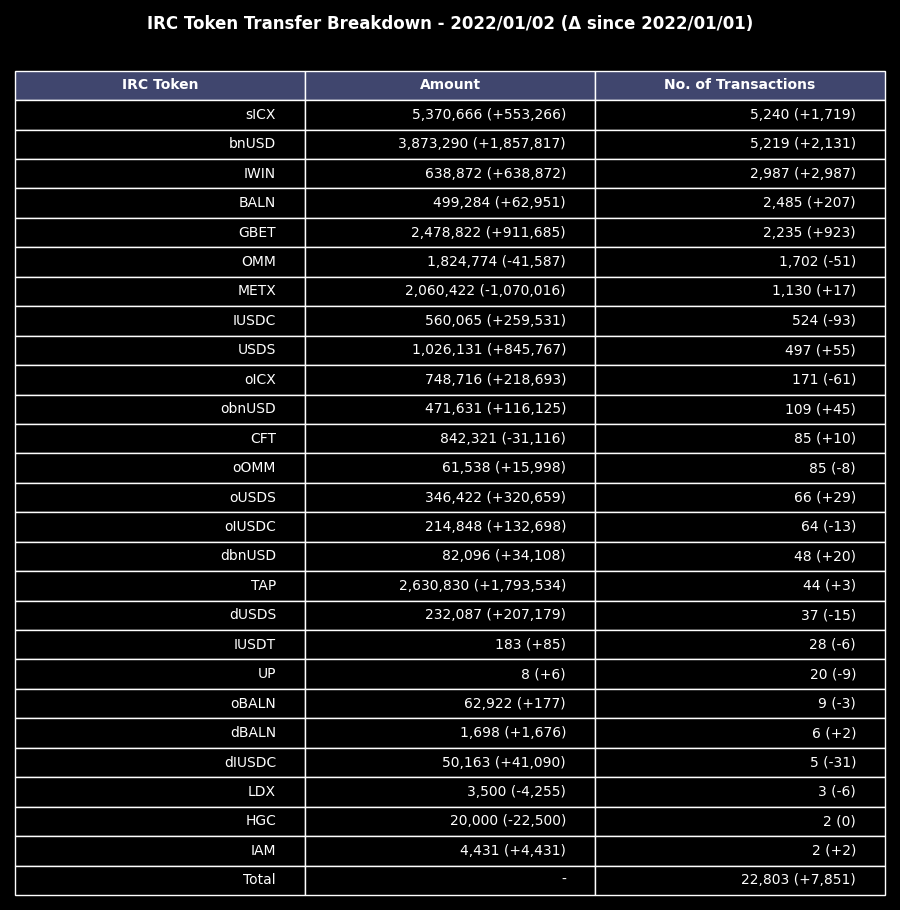 IRC Token Transfer Breakdown - 2022/01/02 (Δ since 2022/01/01)
IRC Token Amount No. of Transactions
sICX 5,370,666 (+553,266) 5,240 (+1,719)
bnUSD 3,873,290 (+1,857,817) 5,219 (+2,131)
IWIN 638,872 (+638,872) 2,987 (+2,987)
BALN 499,284 (+62,951) 2,485 (+207)
GBET 2,478,822 (+911,685) 2,235 (+923)
OMM 1,824,774 (-41,587) 1,702 (-51)
METX 2,060,422 (-1,070,016) 1,130 (+17)
IUSDC 560,065 (+259,531) 524 (-93)
USDS 1,026,131 (+845,767) 497 (+55)
oICX 748,716 (+218,693) 171 (-61)
obnUSD 471,631 (+116,125) 109 (+45)
CFT 842,321 (-31,116) 85 (+10)
oOMM 61,538 (+15,998) 85 (-8)
oUSDS 346,422 (+320,659) 66 (+29)
oIUSDC 214,848 (+132,698) 64 (-13)
dbnUSD 82,096 (+34,108) 48 (+20)
TAP 2,630,830 (+1,793,534) 44 (+3)
dUSDS 232,087 (+207,179) 37 (-15)
IUSDT 183 (+85) 28 (-6)
UP 8 (+6) 20 (-9)
oBALN 62,922 (+177) 9 (-3)
dBALN 1,698 (+1,676) 6 (+2)
dIUSDC 50,163 (+41,090) 5 (-31)
LDX 3,500 (-4,255) 3 (-6)
HGC 20,000 (-22,500) 2 (0)
IAM 4,431 (+4,431) 2 (+2)
Total - 22,803 (+7,851)